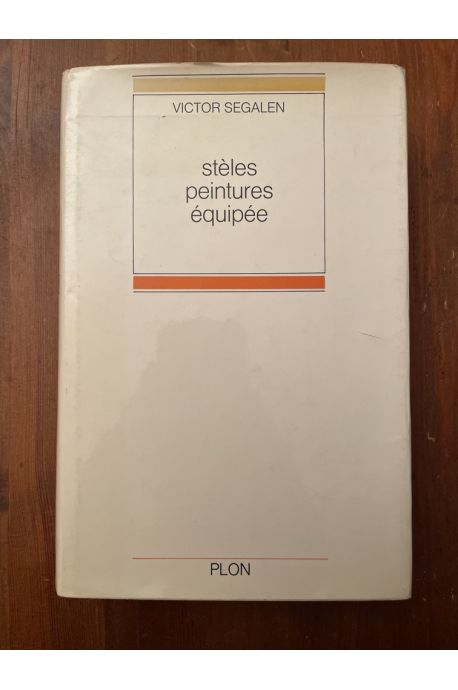 VICTOR SEGALEN
stèles
peintures
équipée
PLON